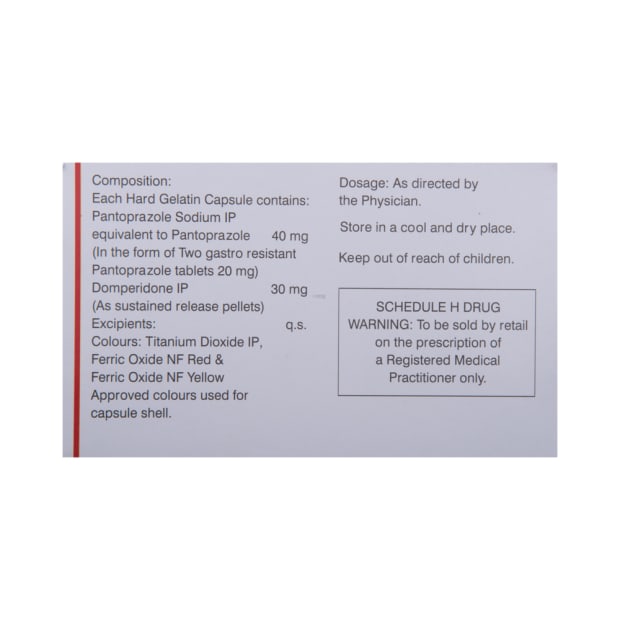 Composition:
Each Hard Gelatin Capsule contains:
Pantoprazole Sodium IP
equivalent to Pantoprazole 40 mg
(In the form of Two gastro resistant
Pantoprazole tablets 20 mg)
Domperidone IP 30 mg
(As sustained release pellets)
Excipients: q.s.
Colours: Titanium Dioxide IP,
Ferric Oxide NF Red &
Ferric Oxide NF Yellow
Approved colours used for
capsule shell.
Dosage: As directed by
the Physician.
Store in a cool and dry place.
Keep out of reach of children.
SCHEDULE H DRUG
WARNING: To be sold by retail
on the prescription of
a Registered Medical
Practitioner only.